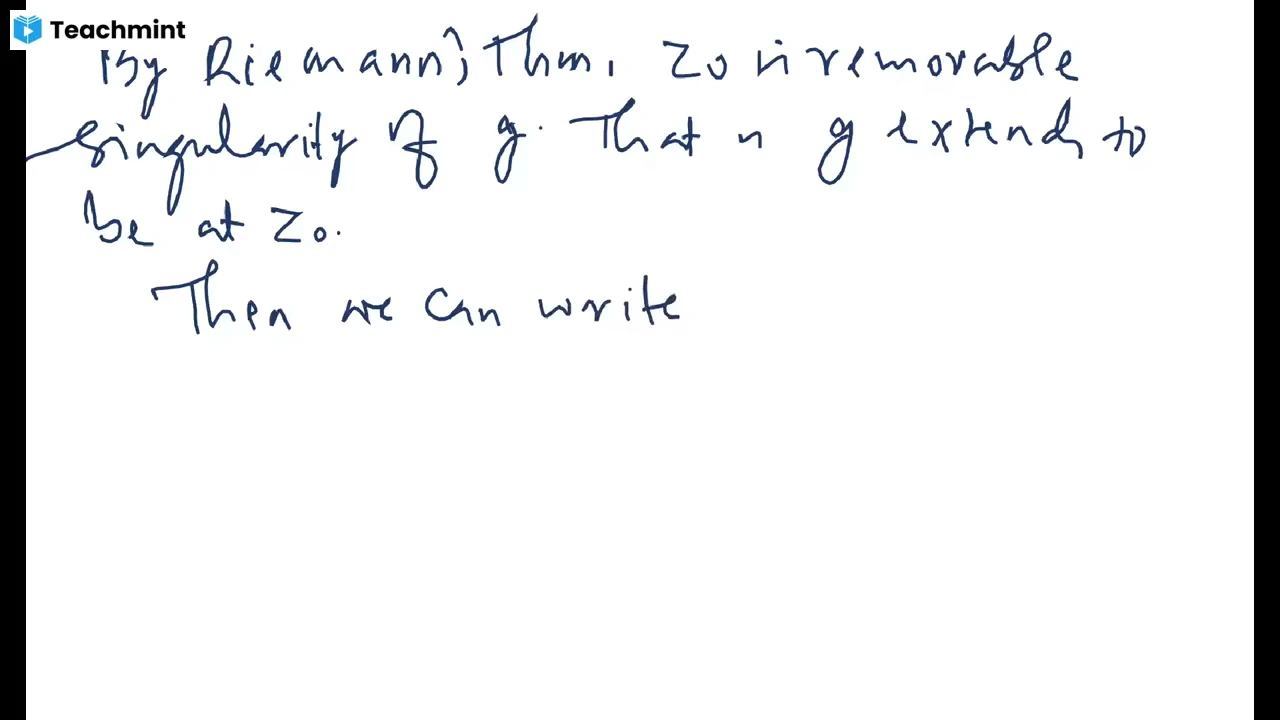 Teachmint
By Riemann's Thm, z₀ is removable
singularity of g. That is g extends to
be at z₀.
Then we can write